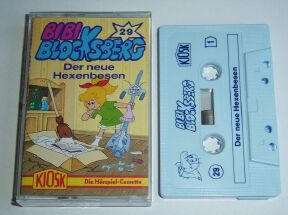 BIBI
BLOCKSBERG
29
Der neue
Hexenbesen
KIOSK
Die Hörspiel-Cassette
KIOSK
1
BIBI
BLOCKSBERG
Der neue Hexenbesen
29